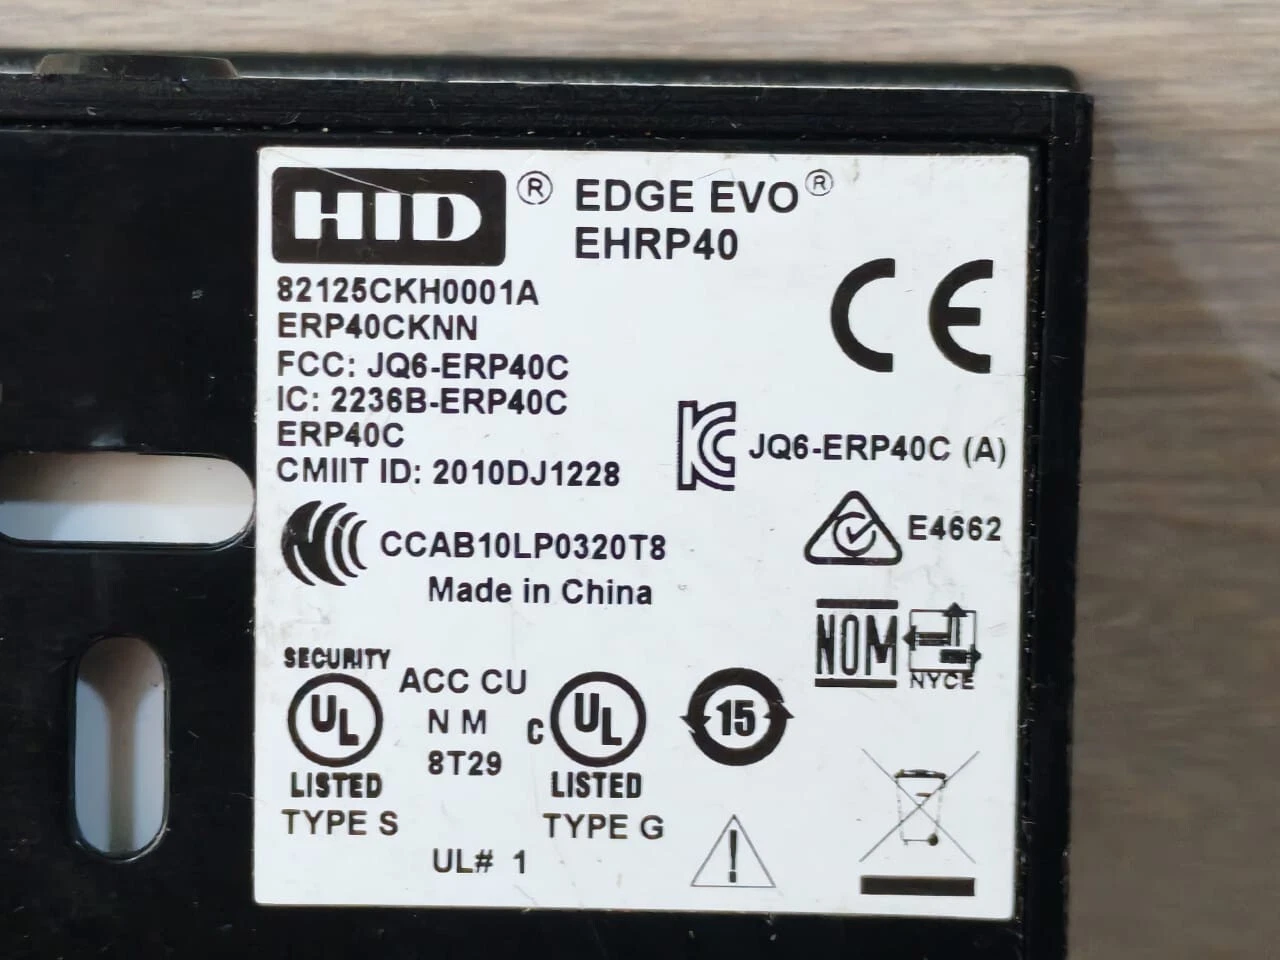 HID® EDGE EVO®
EHRP40
82125CKH0001A
ERP40CKNN
FCC: JQ6-ERP40C
IC: 2236B-ERP40C
ERP40C
CMIIT ID: 2010DJ1228
CE
KC JQ6-ERP40C (A)
CCAB10LP0320T8
Made in China
E4662
NOM
NYCE
SECURITY
UL
LISTED
TYPE S
ACC CU
N M
8T29
C UL
LISTED
TYPE G
15
UL# 1
!